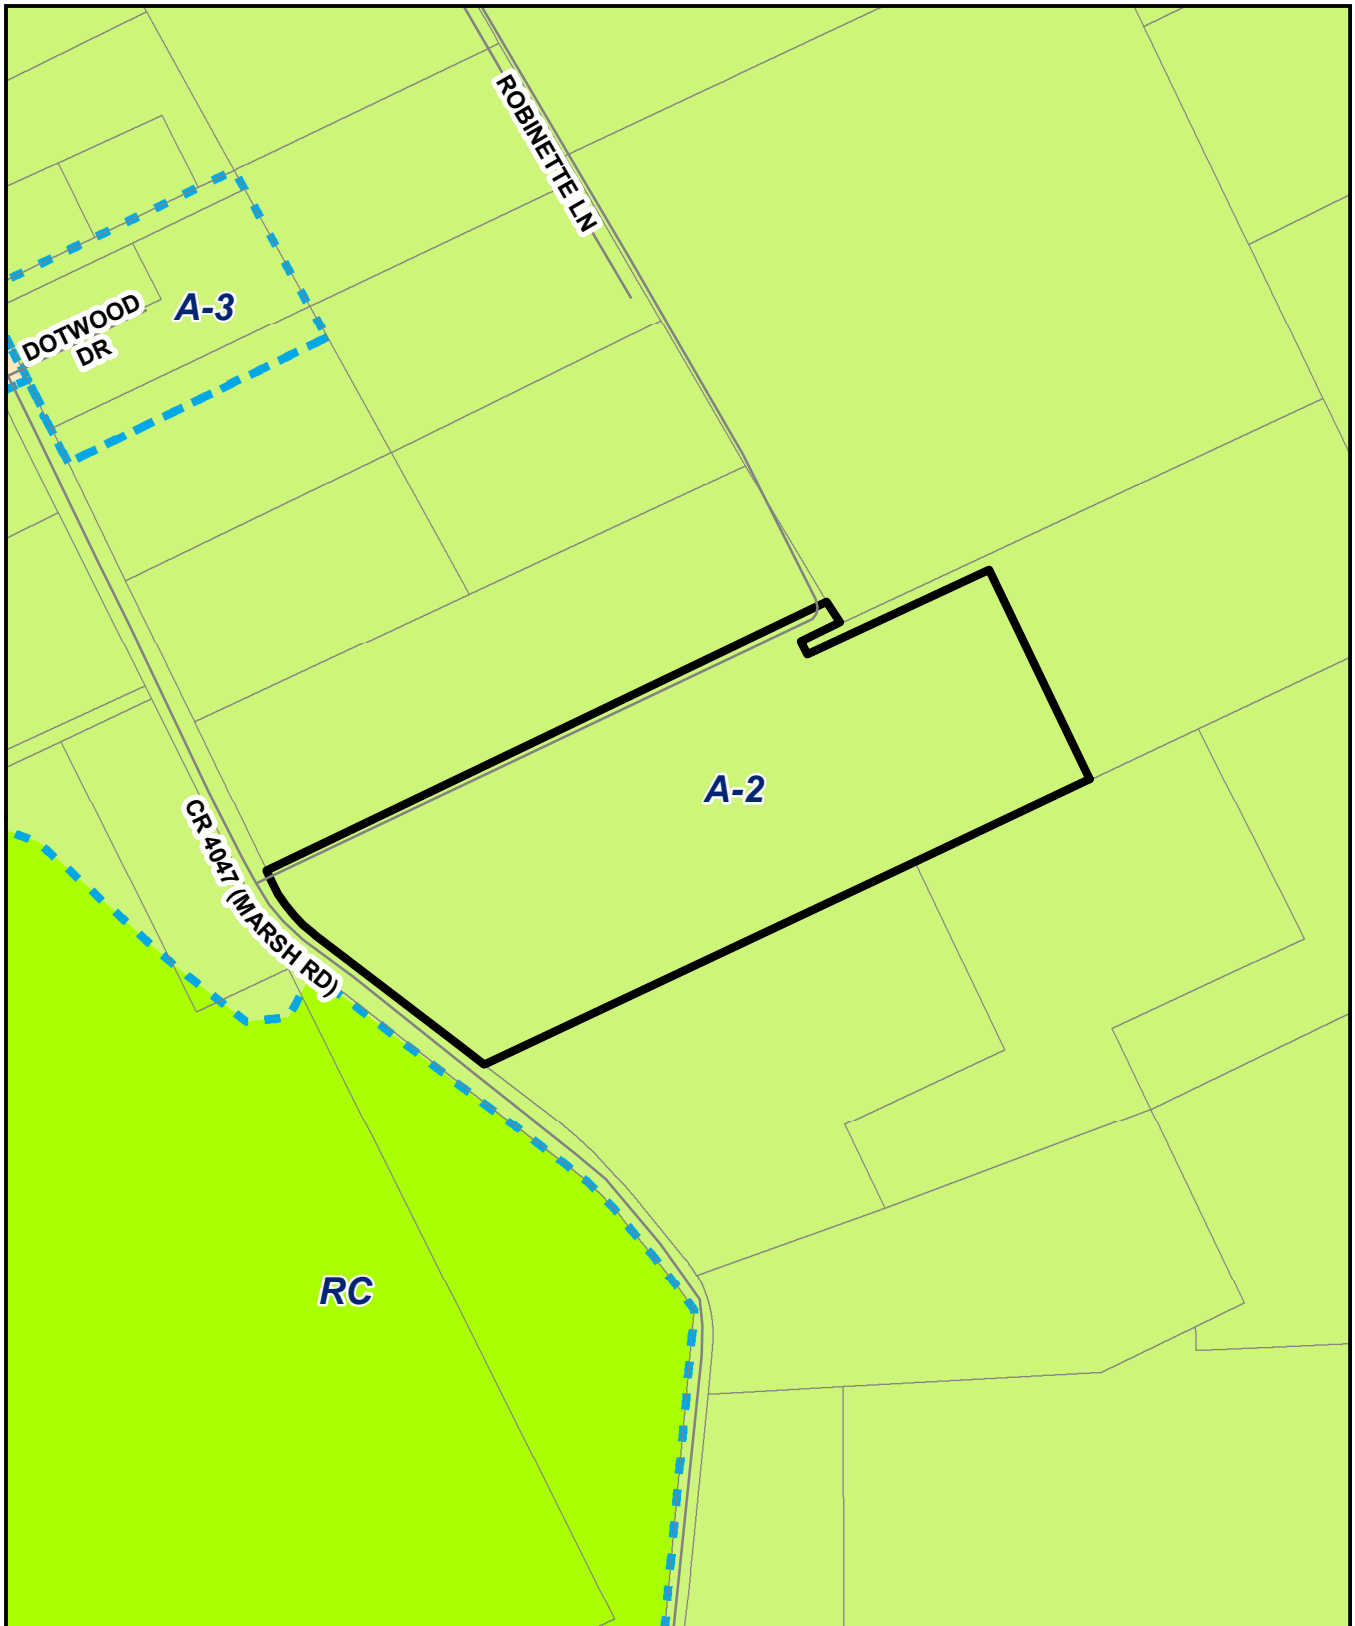 ROBINETTE LN
A-3
DOTWOOD
DR
A-2
CR 4047 (MARSH RD)
RC